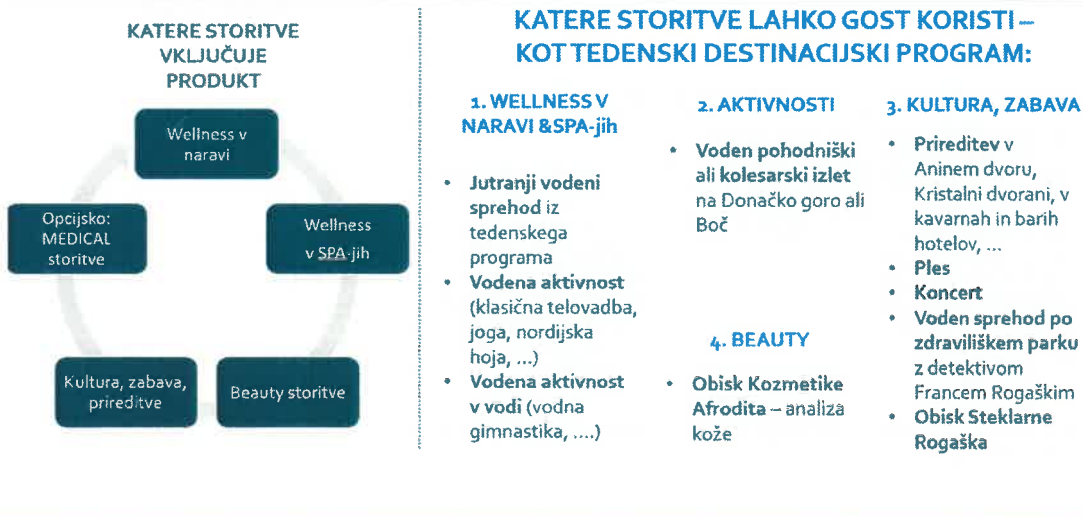 KATERE STORITVE
VKLJUČUJE
PRODUKT
Wellness v
naravi
Opcijsko:
MEDICAL
storitve
Wellness
v SPA-jih
Kultura, zabava,
prireditve
Beauty storitve
KATERE STORITVE LAHKO GOST KORISTI –
KOT TEDENSKI DESTINACIJSKI PROGRAM:
1. WELLNESS V
NARAVI &SPA-jih
• Jutranji vodeni
sprehod iz
tedenskega
programa
• Vodena aktivnost
(klasična telovadba,
joga, nordijska
hoja, ...)
• Vodena aktivnost
v vodi (vodna
gimnastika, ....)
2. AKTIVNOSTI
• Voden pohodniški
ali kolesarski izlet
na Donačko goro ali
Boč
4. BEAUTY
• Obisk Kozmetike
Afrodita – analiza
kože
3. KULTURA, ZABAVA
• Prireditev v
Aninem dvoru,
Kristalni dvorani, v
kavarnah in barih
hotelov, ...
• Ples
• Koncert
• Voden sprehod po
zdraviliškem parku
z detektivom
Francem Rogaškim
• Obisk Steklarne
Rogaška